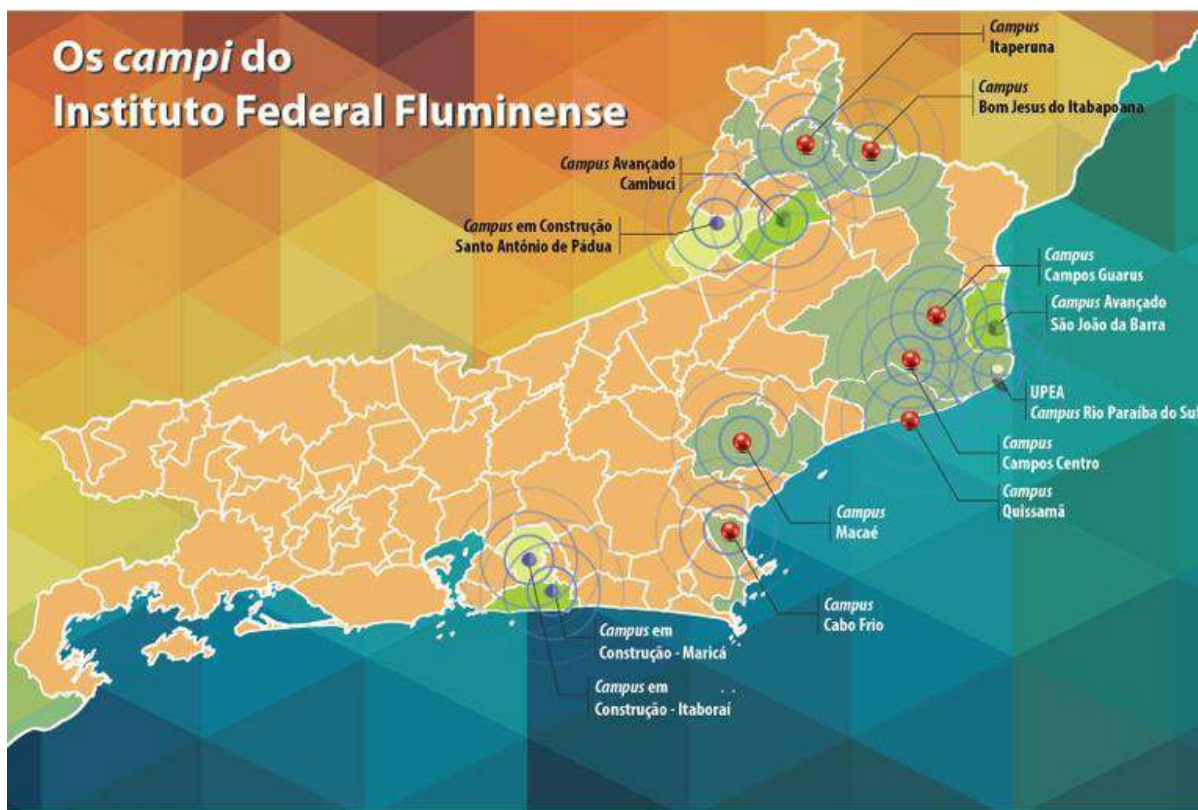 Os campi do
Instituto Federal Fluminense
Campus
Itaperuna
Campus
Bom Jesus do Itabapoana
Campus Avançado
Cambuci
Campus em Construção
Santo Antônio de Pádua
Campus
Campos Guarus
Campus Avançado
São João da Barra
UPEA
Campus Rio Paraíba do Sul
Campus
Campos Centro
Campus
Quissamã
Campus
Macaé
Campus
Cabo Frio
Campus em
Construção - Maricá
Campus em
Construção - Itaboraí